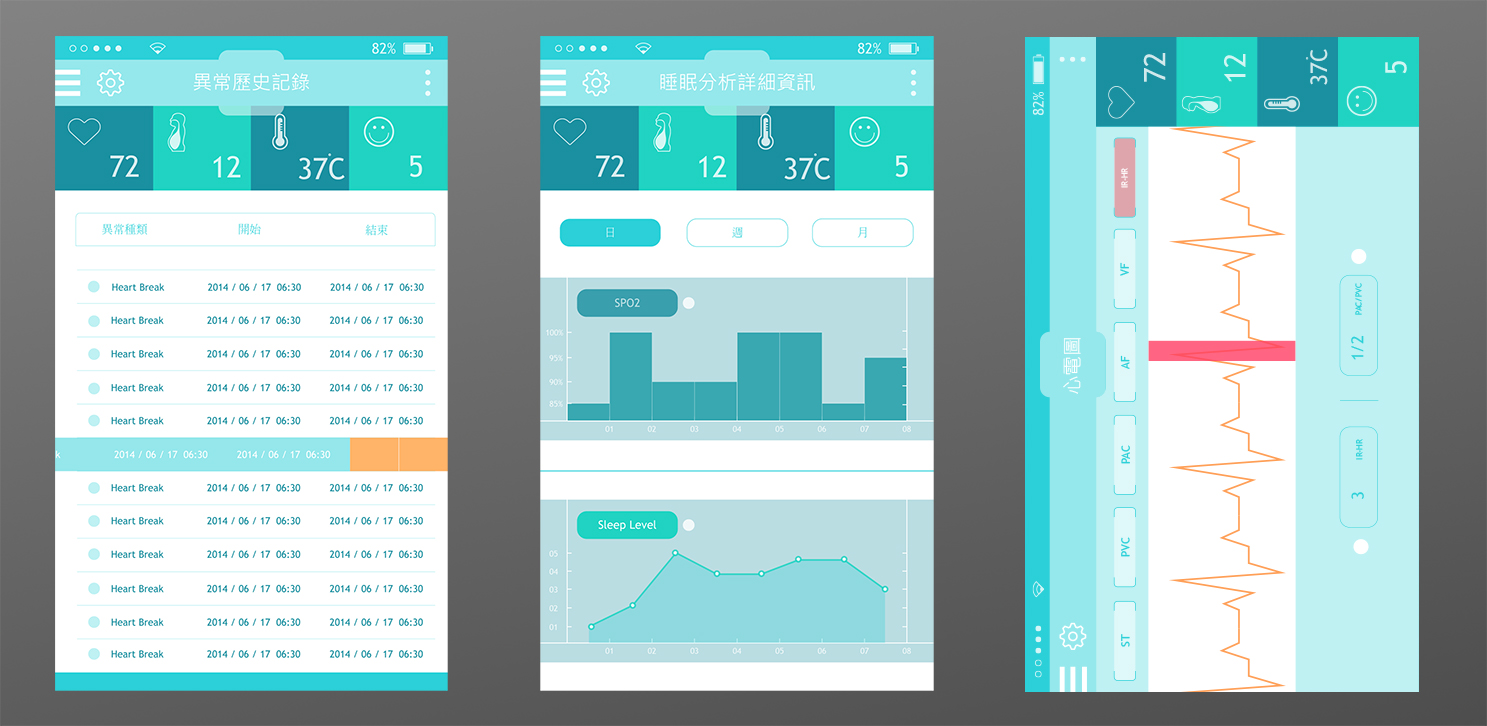 82%
異常歷史記錄
72 12 37°C 5
異常種類 開始 結束
Heart Break 2014 / 06 / 17 06:30 2014 / 06 / 17 06:30
Heart Break 2014 / 06 / 17 06:30 2014 / 06 / 17 06:30
Heart Break 2014 / 06 / 17 06:30 2014 / 06 / 17 06:30
Heart Break 2014 / 06 / 17 06:30 2014 / 06 / 17 06:30
Heart Break 2014 / 06 / 17 06:30 2014 / 06 / 17 06:30
k 2014 / 06 / 17 06:30 2014 / 06 / 17 06:30
Heart Break 2014 / 06 / 17 06:30 2014 / 06 / 17 06:30
Heart Break 2014 / 06 / 17 06:30 2014 / 06 / 17 06:30
Heart Break 2014 / 06 / 17 06:30 2014 / 06 / 17 06:30
Heart Break 2014 / 06 / 17 06:30 2014 / 06 / 17 06:30
Heart Break 2014 / 06 / 17 06:30 2014 / 06 / 17 06:30
Heart Break 2014 / 06 / 17 06:30 2014 / 06 / 17 06:30
82%
睡眠分析詳細資訊
72 12 37°C 5
日 週 月
SPO2
100%
95%
90%
85%
01 02 03 04 05 06 07 08
Sleep Level
05
04
03
02
01
01 02 03 04 05 06 07 08
82%
心電圖
72
12
37°C
5
ST PVC PAC AF VF IR-HR
3 IR-HR
1/2 PAC/PVC